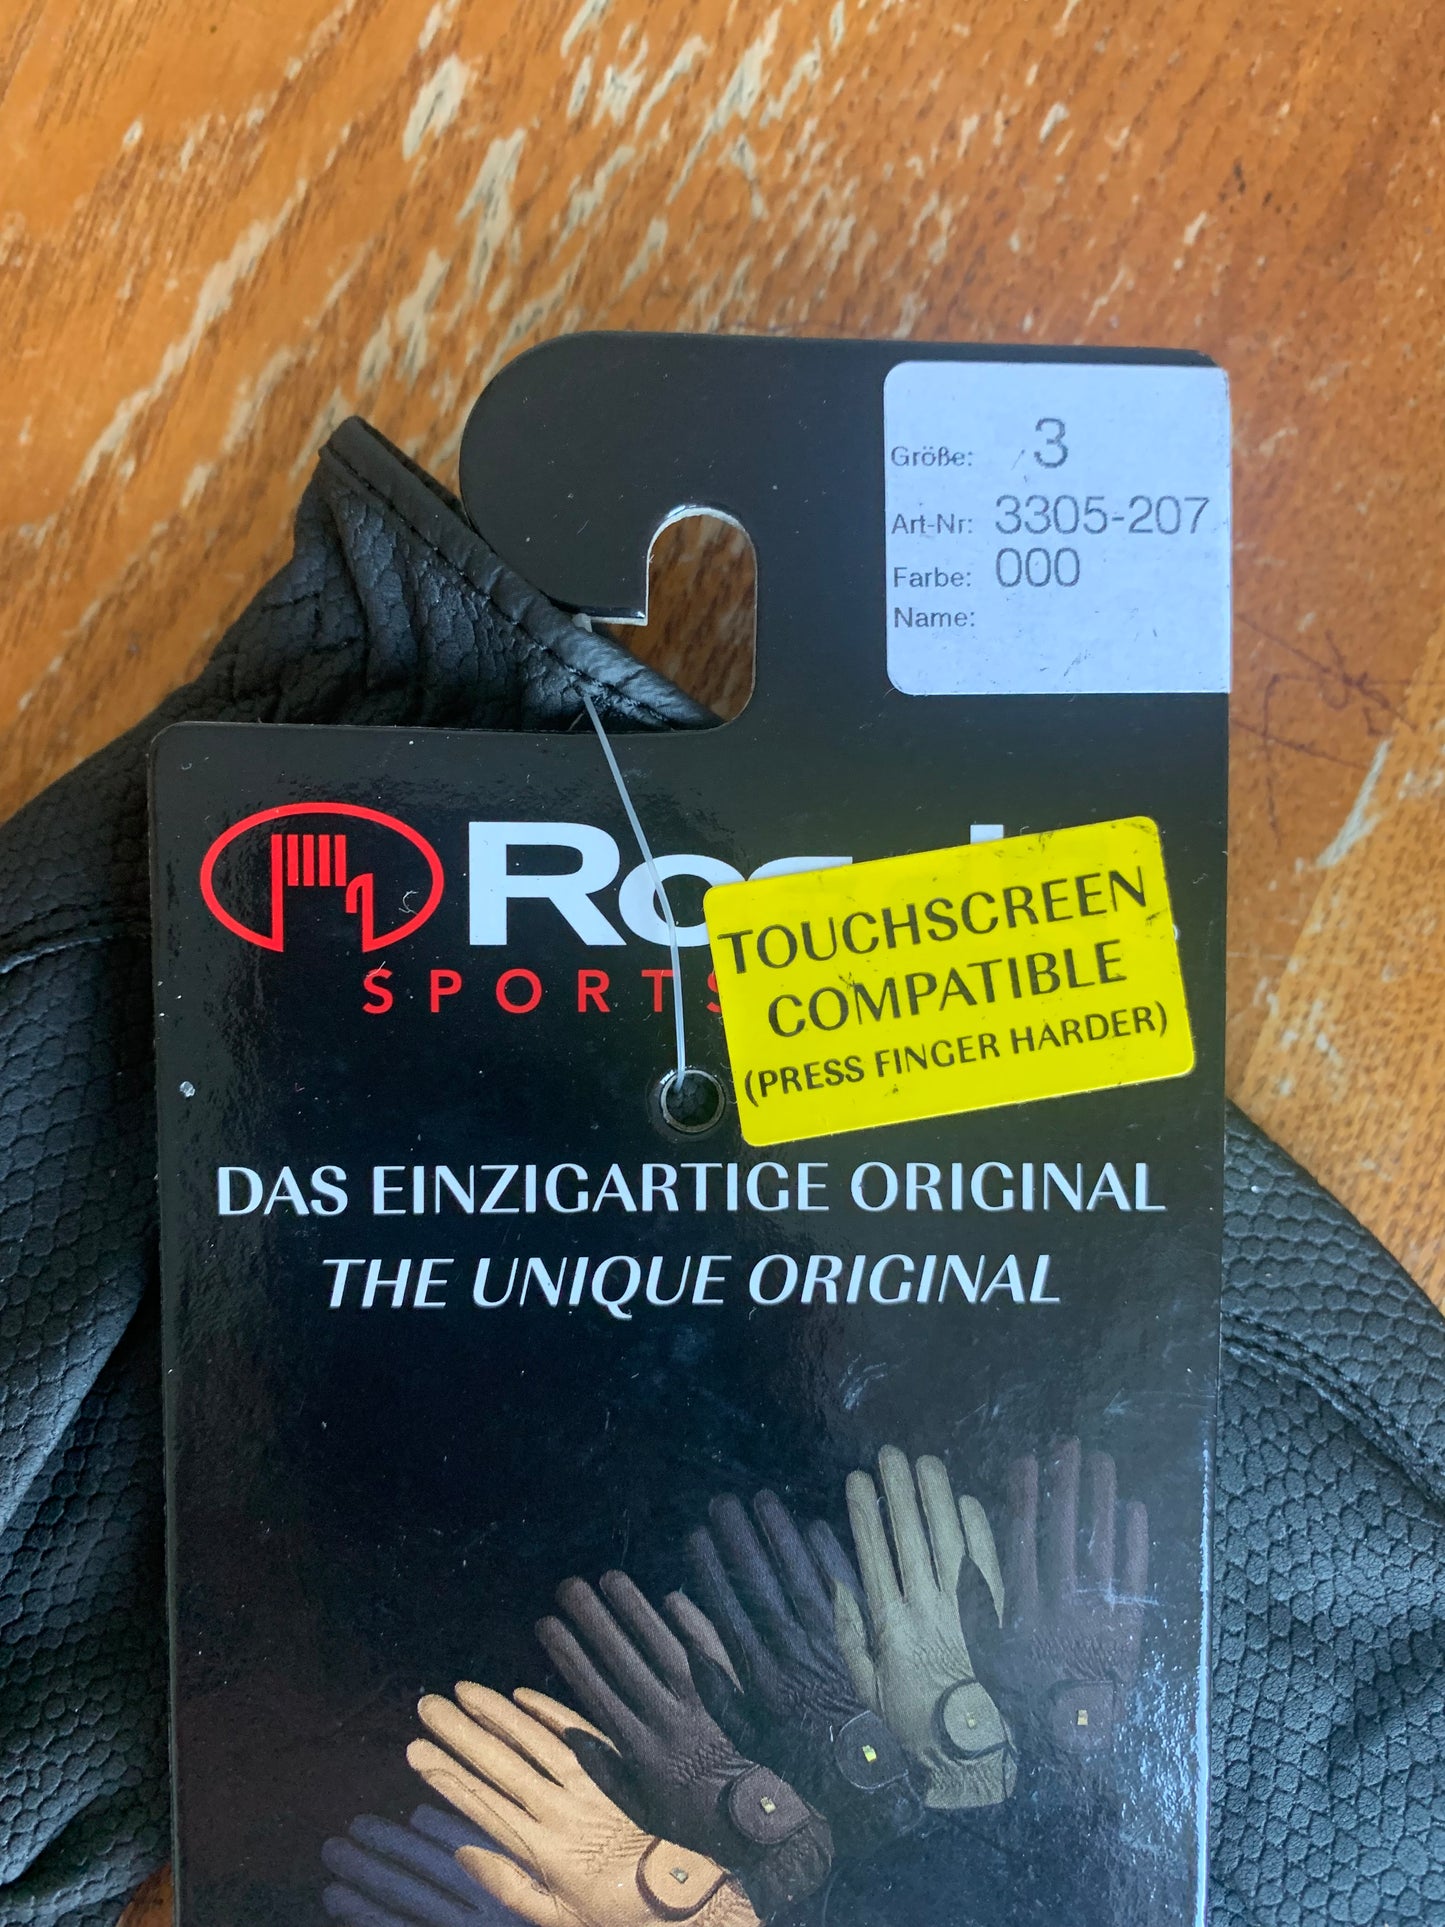 Größe: 3
Art-Nr: 3305-207
Farbe: 000
Name:
SPORTS
TOUCHSCREEN
COMPATIBLE
(PRESS FINGER HARDER)
DAS EINZIGARTIGE ORIGINAL
THE UNIQUE ORIGINAL